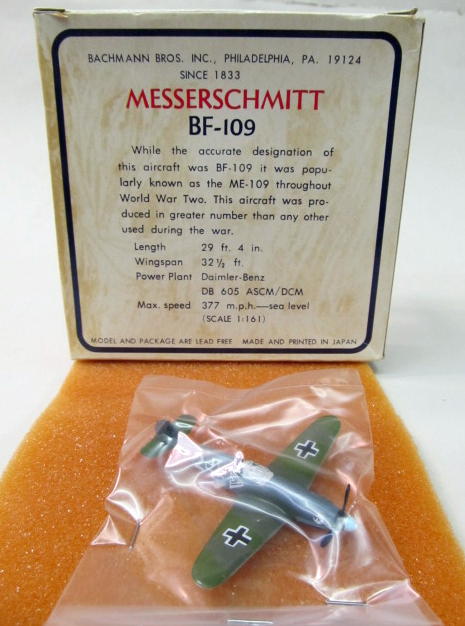 BACHMANN BROS. INC., PHILADELPHIA, PA. 19124
SINCE 1833
MESSERSCHMITT
BF-109
While the accurate designation of
this aircraft was BF-109 it was popu-
larly known as the ME-109 throughout
World War Two. This aircraft was pro-
duced in greater number than any other
used during the war.
Length 29 ft. 4 in.
Wingspan 32½ ft.
Power Plant Daimler-Benz
DB 605 ASCM/DCM
Max. speed 377 m.p.h.—sea level
(SCALE 1:161)
MODEL AND PACKAGE ARE LEAD FREE MADE AND PRINTED IN JAPAN